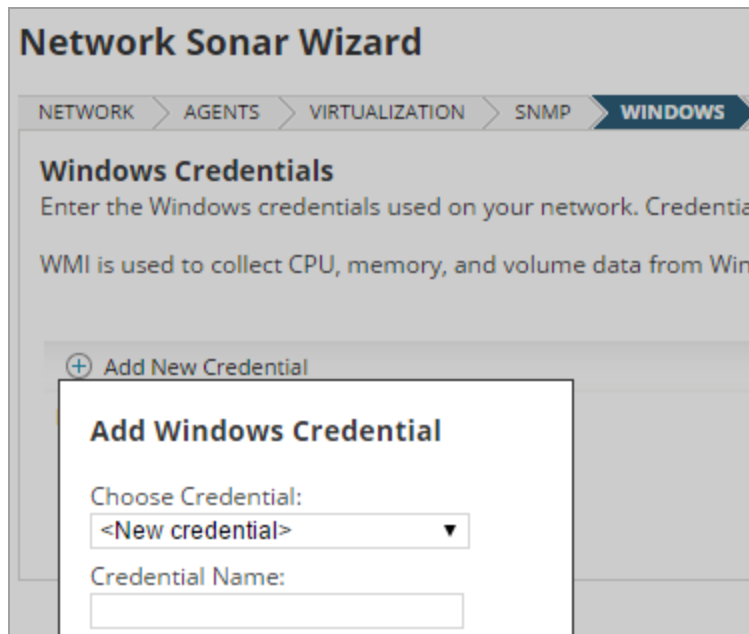 Network Sonar Wizard
NETWORK AGENTS VIRTUALIZATION SNMP WINDOWS
Windows Credentials
Enter the Windows credentials used on your network.
WMI is used to collect CPU, memory, and volume data from
Add New Credential
Add Windows Credential
Choose Credential:
<New credential>
Credential Name: